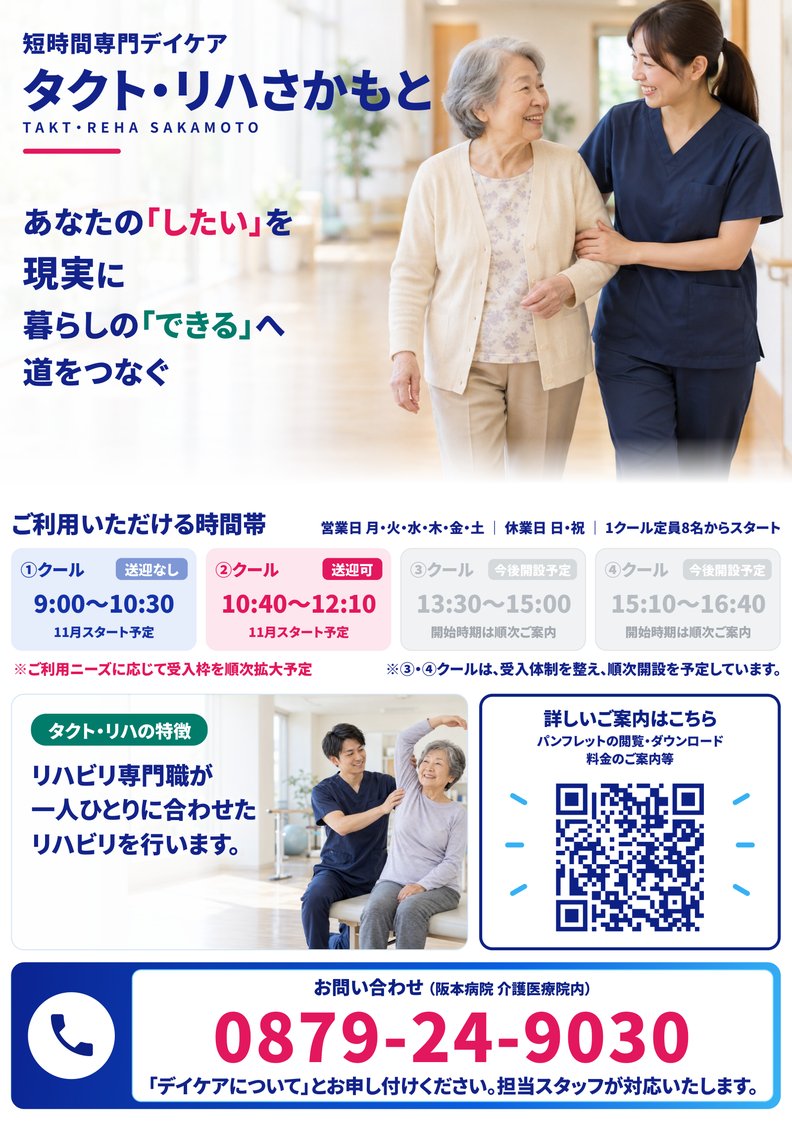 短時間専門デイケア
タクト・リハさかもと
TAKT・REHA SAKAMOTO
あなたの「したい」を
現実に
暮らしの「できる」へ
道をつなぐ
ご利用いただける時間帯
営業日 月・火・水・木・金・土 | 休業日 日・祝 | 1クール定員8名からスタート
①クール 送迎なし
9:00〜10:30
11月スタート予定
②クール 送迎可
10:40〜12:10
11月スタート予定
③クール 今後開設予定
13:30〜15:00
開始時期は順次ご案内
④クール 今後開設予定
15:10〜16:40
開始時期は順次ご案内
※ご利用ニーズに応じて受入枠を順次拡大予定
※③・④クールは、受入体制を整え、順次開設を予定しています。
タクト・リハの特徴
リハビリ専門職が
一人ひとりに合わせた
リハビリを行います。
詳しいご案内はこちら
パンフレットの閲覧・ダウンロード
料金のご案内等
お問い合わせ（阪本病院 介護医療院内）
0879-24-9030
「デイケアについて」とお申し付けください。担当スタッフが対応いたします。